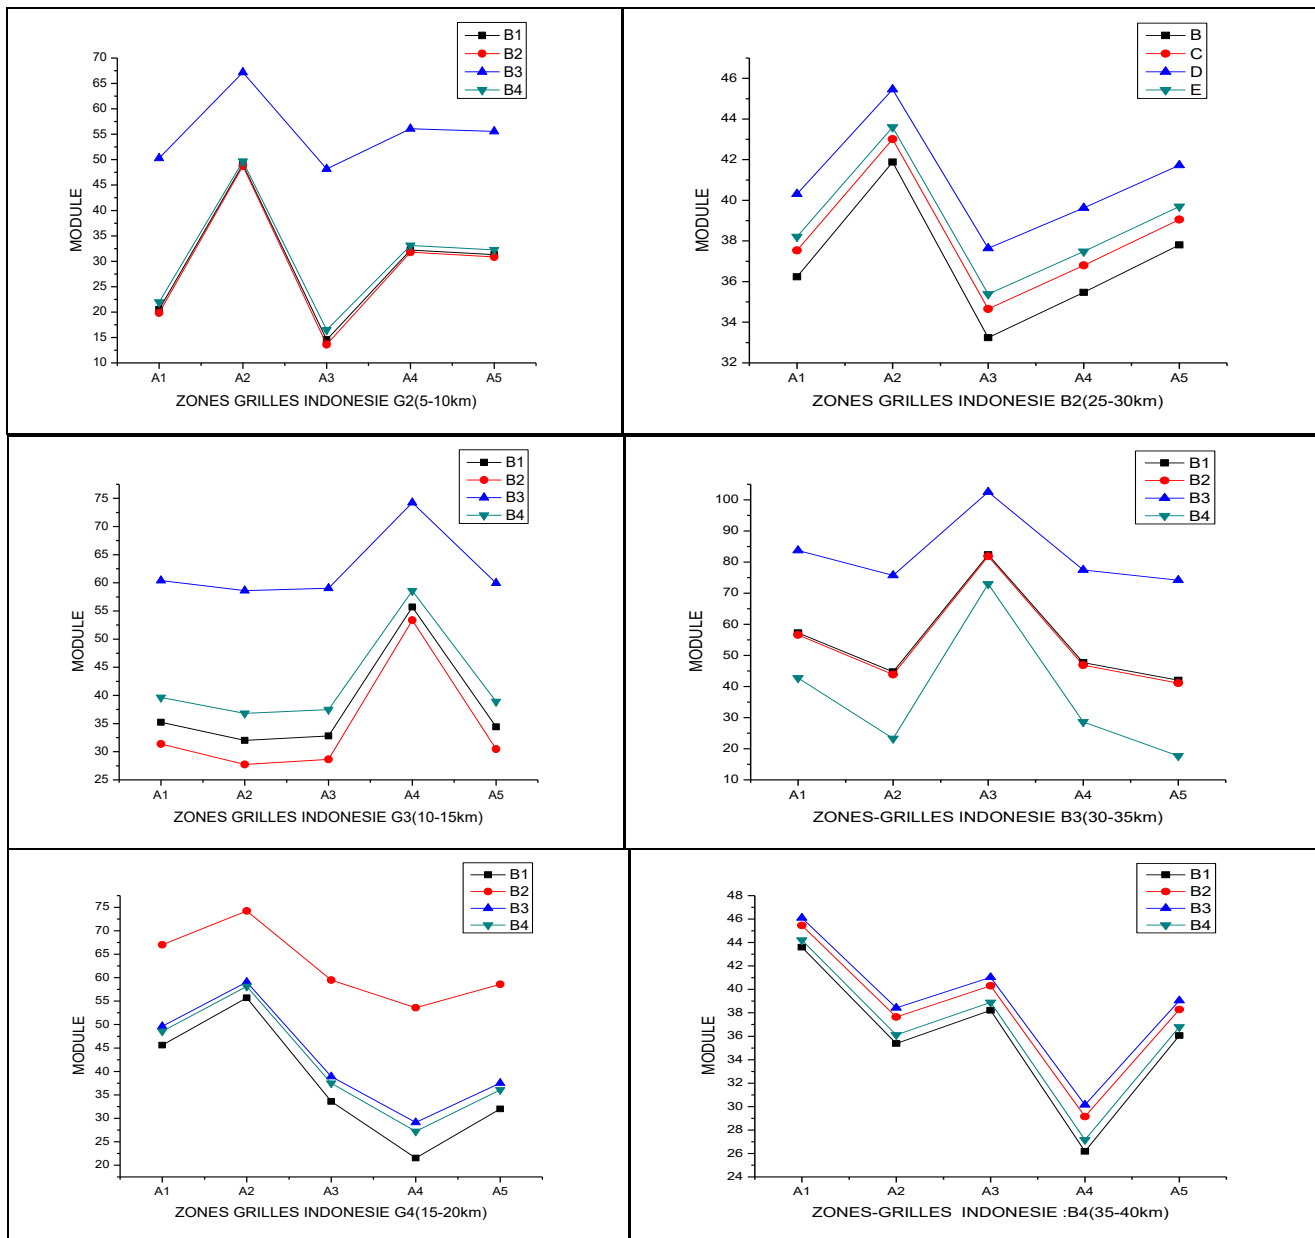 B1
B2
B3
B4
70
65
60
55
50
45
40
35
30
25
20
15
10
MODULE
A1 A2 A3 A4 A5
ZONES GRILLES INDONESIE G2(5-10km)
B
C
D
E
46
44
42
40
38
36
34
32
MODULE
A1 A2 A3 A4 A5
ZONES GRILLES INDONESIE B2(25-30km)
B1
B2
B3
B4
75
70
65
60
55
50
45
40
35
30
25
MODULE
A1 A2 A3 A4 A5
ZONES GRILLES INDONESIE G3(10-15km)
B1
B2
B3
B4
100
90
80
70
60
50
40
30
20
10
MODULE
A1 A2 A3 A4 A5
ZONES-GRILLES INDONESIE B3(30-35km)
B1
B2
B3
B4
75
70
65
60
55
50
45
40
35
30
25
20
MODULE
A1 A2 A3 A4 A5
ZONES GRILLES INDONESIE G4(15-20km)
B1
B2
B3
B4
48
46
44
42
40
38
36
34
32
30
28
26
24
MODULE
A1 A2 A3 A4 A5
ZONES-GRILLES INDONESIE :B4(35-40km)